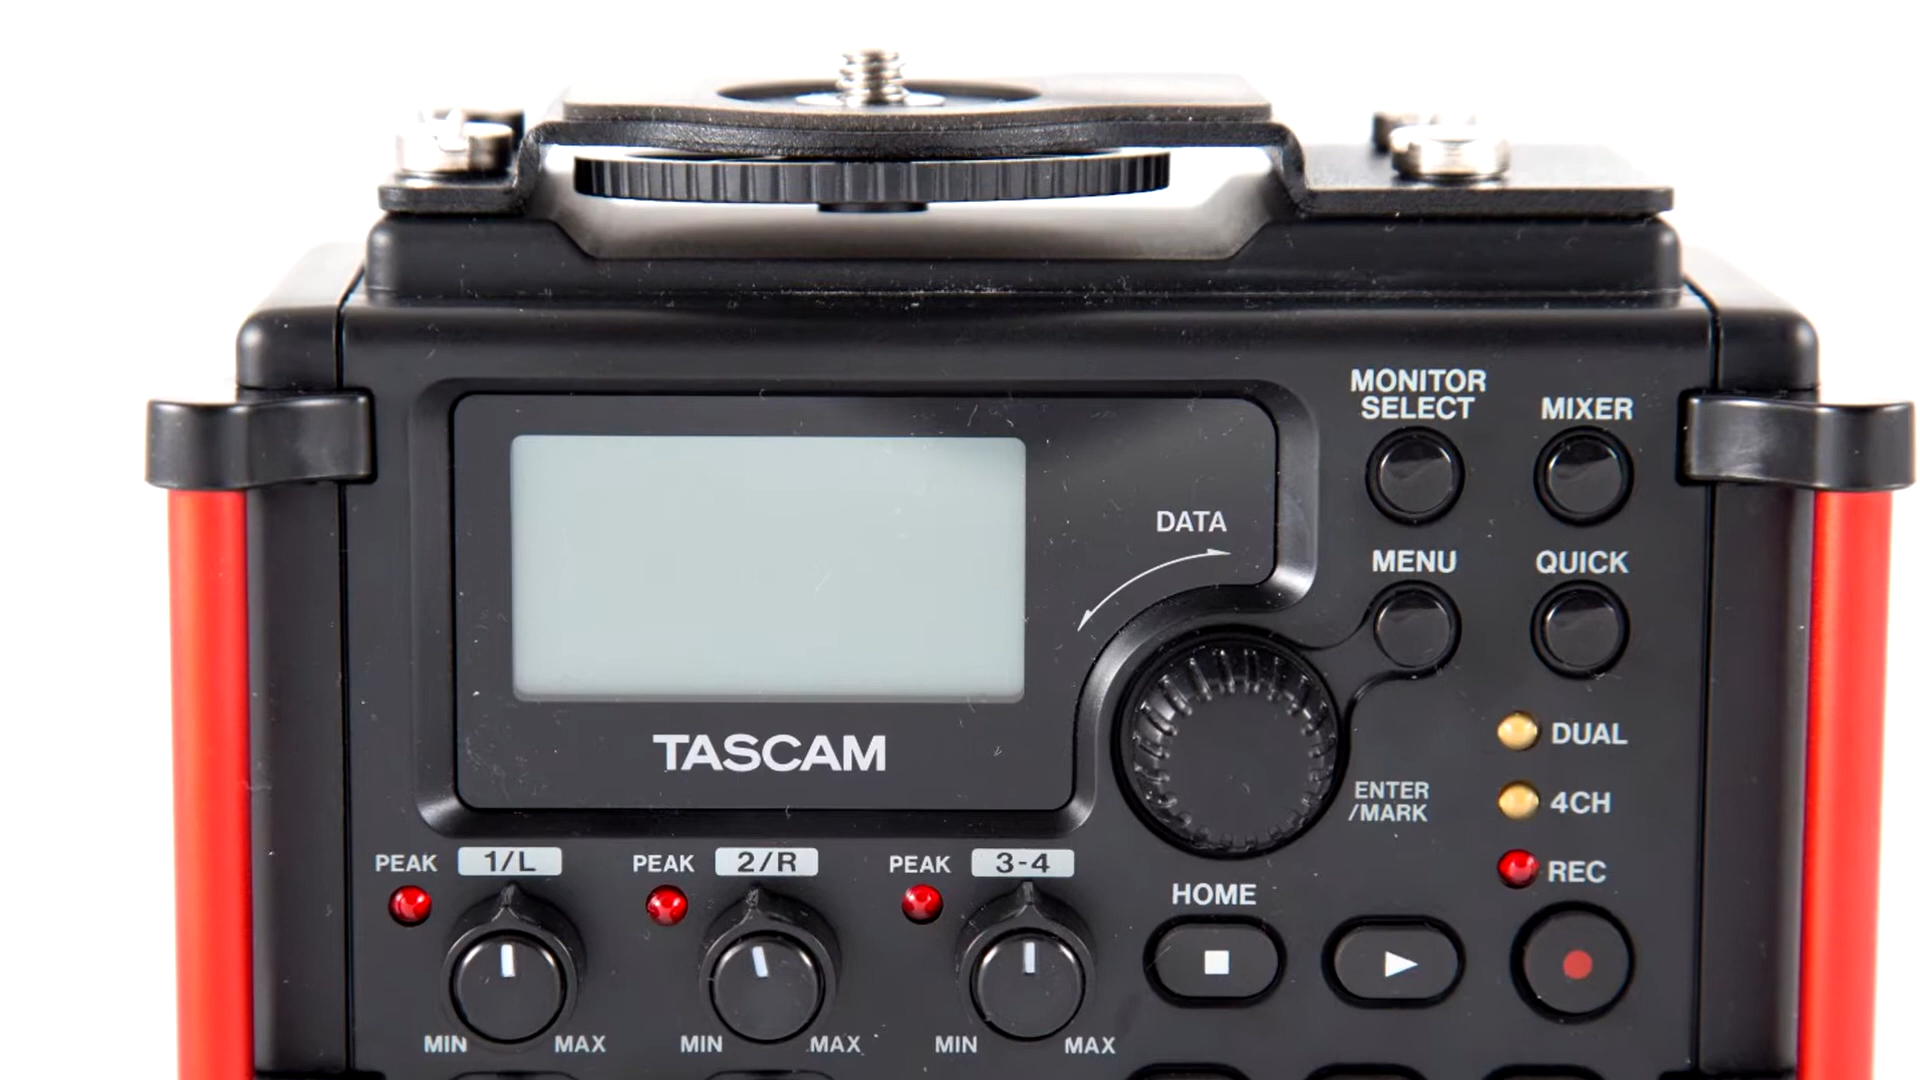 MONITOR
SELECT
MIXER
DATA
MENU
QUICK
TASCAM
DUAL
ENTER
/MARK
4CH
PEAK 1/L
PEAK 2/R
PEAK 3-4
REC
HOME
MIN MAX
MIN MAX
MIN MAX